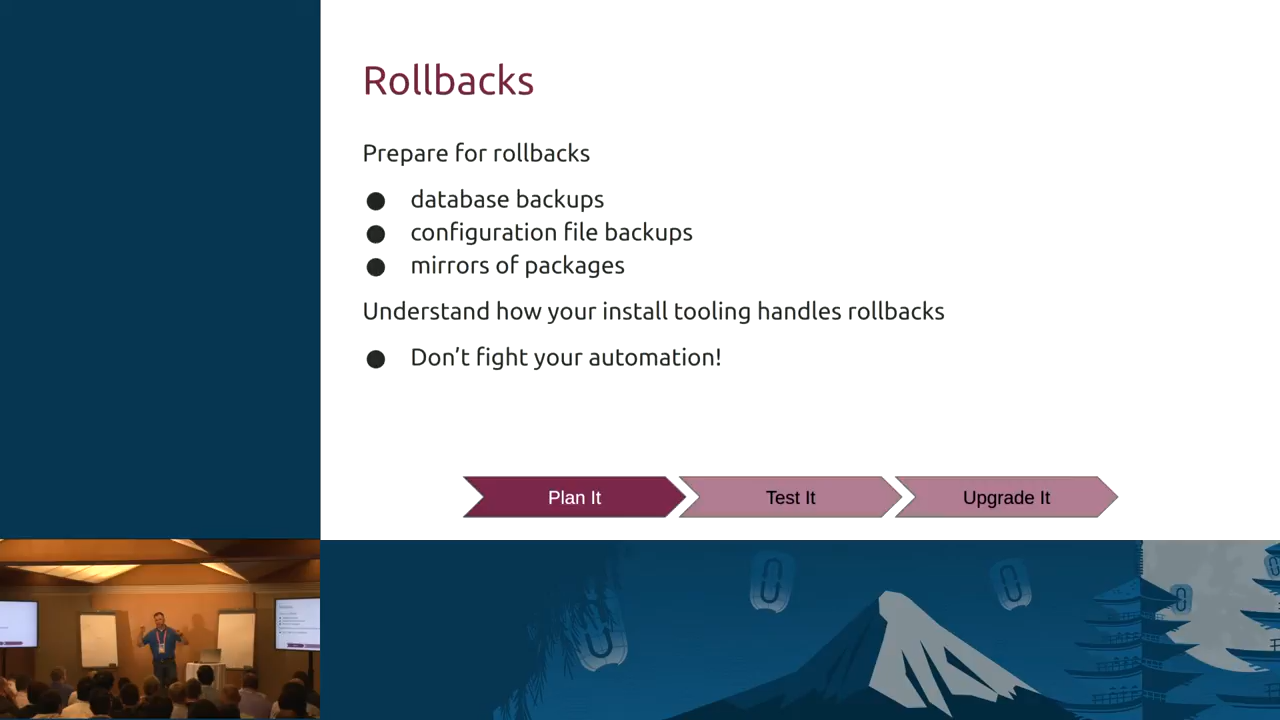 Rollbacks
Prepare for rollbacks
● database backups
● configuration file backups
● mirrors of packages
Understand how your install tooling handles rollbacks
● Don't fight your automation!
Plan It
Test It
Upgrade It